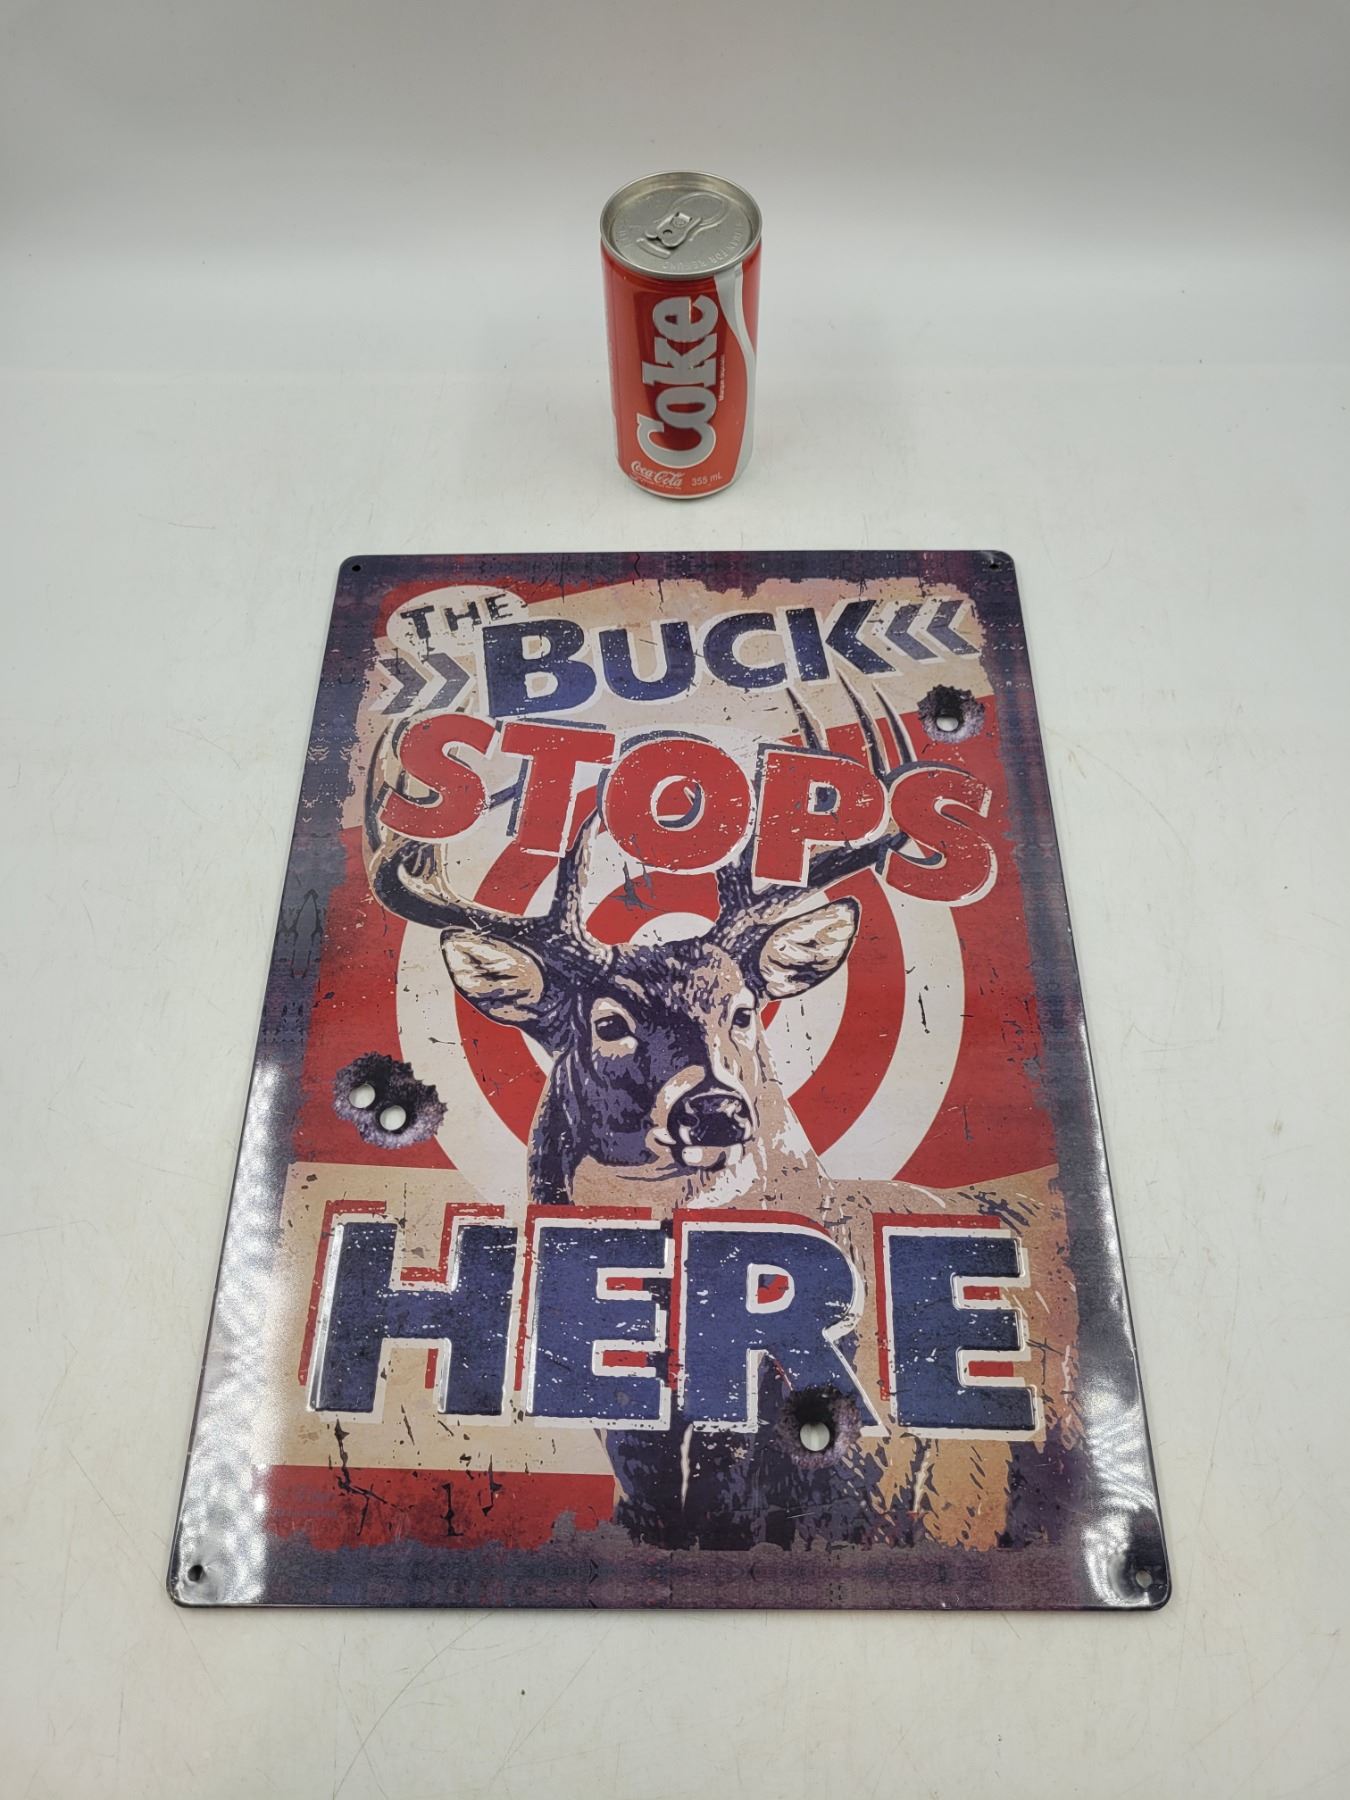 Coke
Coca-Cola
355 mL
THE
BUCK
STOPS
HERE